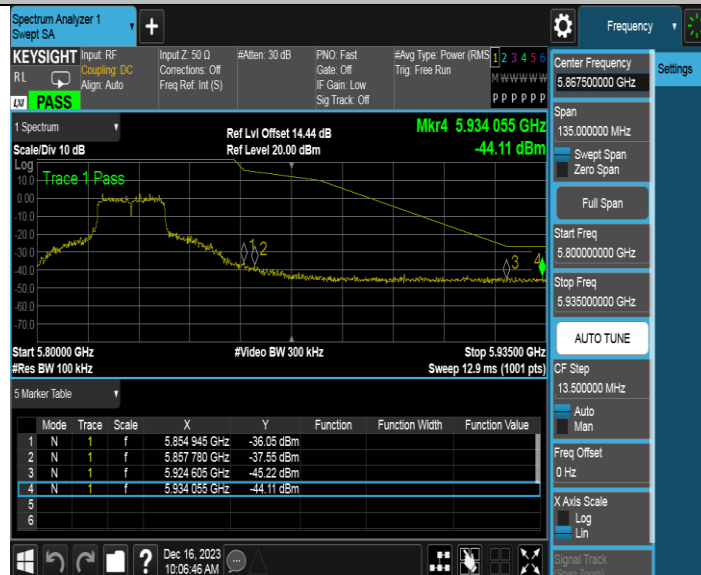 Spectrum Analyzer 1
Swept SA
+
Frequency
KEYSIGHT
RL
LXI PASS
Input: RF
Coupling: DC
Align: Auto
Input Z: 50 Ω
Corrections: Off
Freq Ref: Int (S)
#Atten: 30 dB
PNO: Fast
Gate: Off
IF Gain: Low
Sig Track: Off
#Avg Type: Power (RMS
Trig: Free Run
1 2 3 4 5 6
M W W W W W
P P P P P P
1 Spectrum
Scale/Div 10 dB
Ref Lvl Offset 14.44 dB
Ref Level 20.00 dBm
Mkr4 5.934 055 GHz
-44.11 dBm
Log
Trace 1 Pass
10.0
0.00
-10.0
-20.0
-30.0
-40.0
-50.0
-60.0
-70.0
1
2
3
4
Start 5.80000 GHz
#Video BW 300 kHz
Stop 5.93500 GHz
#Res BW 100 kHz
Sweep 12.9 ms (1001 pts)
5 Marker Table
Mode Trace Scale X Y Function Function Width Function Value
1 N 1 f 5.854 945 GHz -36.05 dBm
2 N 1 f 5.857 780 GHz -37.55 dBm
3 N 1 f 5.924 605 GHz -45.22 dBm
4 N 1 f 5.934 055 GHz -44.11 dBm
5
6
?
Dec 16, 2023
10:06:46 AM
Center Frequency
5.867500000 GHz
Settings
Span
135.000000 MHz
Swept Span
Zero Span
Full Span
Start Freq
5.800000000 GHz
Stop Freq
5.935000000 GHz
AUTO TUNE
CF Step
13.500000 MHz
Auto
Man
Freq Offset
0 Hz
X Axis Scale
Log
Lin
Signal Track
(Span Zoom)